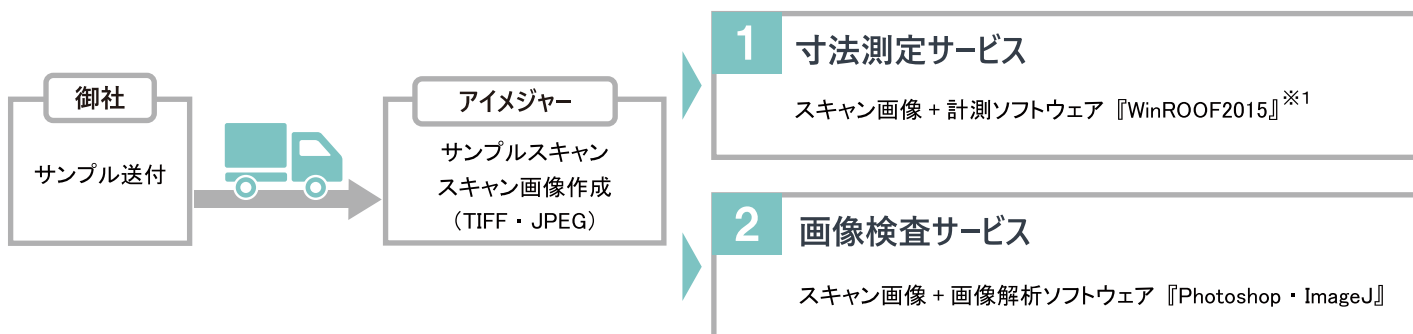 御社
サンプル送付
アイメジャー
サンプルスキャン
スキャン画像作成
（TIFF・JPEG）
1
寸法測定サービス
スキャン画像 + 計測ソフトウェア『WinROOF2015』※1
2
画像検査サービス
スキャン画像 + 画像解析ソフトウェア『Photoshop・ImageJ』